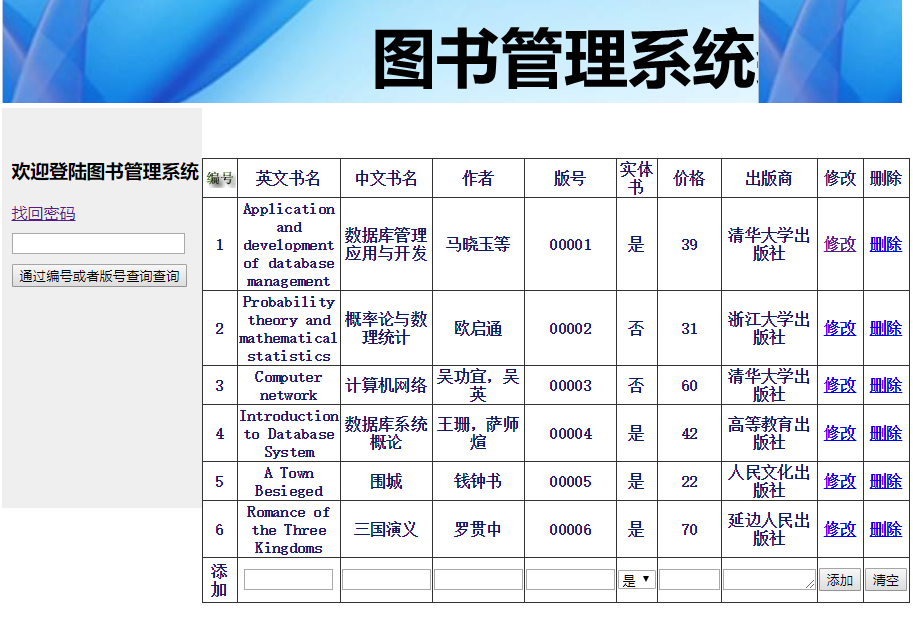 图书管理系统
欢迎登陆图书管理系统
找回密码
通过编号或者版号查询查询
编号 英文书名 中文书名 作者 版号 实体书 价格 出版商 修改 删除
1 Application and development of database management 数据库管理应用与开发 马晓玉等 00001 是 39 清华大学出版社 修改 删除
2 Probability theory and mathematical statistics 概率论与数理统计 欧启通 00002 否 31 浙江大学出版社 修改 删除
3 Computer network 计算机网络 吴功宜，吴英 00003 否 60 清华大学出版社 修改 删除
4 Introduction to Database System 数据库系统概论 王珊，萨师煊 00004 是 42 高等教育出版社 修改 删除
5 A Town Besieged 围城 钱钟书 00005 是 22 人民文化出版社 修改 删除
6 Romance of the Three Kingdoms 三国演义 罗贯中 00006 是 70 延边人民出版社 修改 删除
添加 是 添加 清空